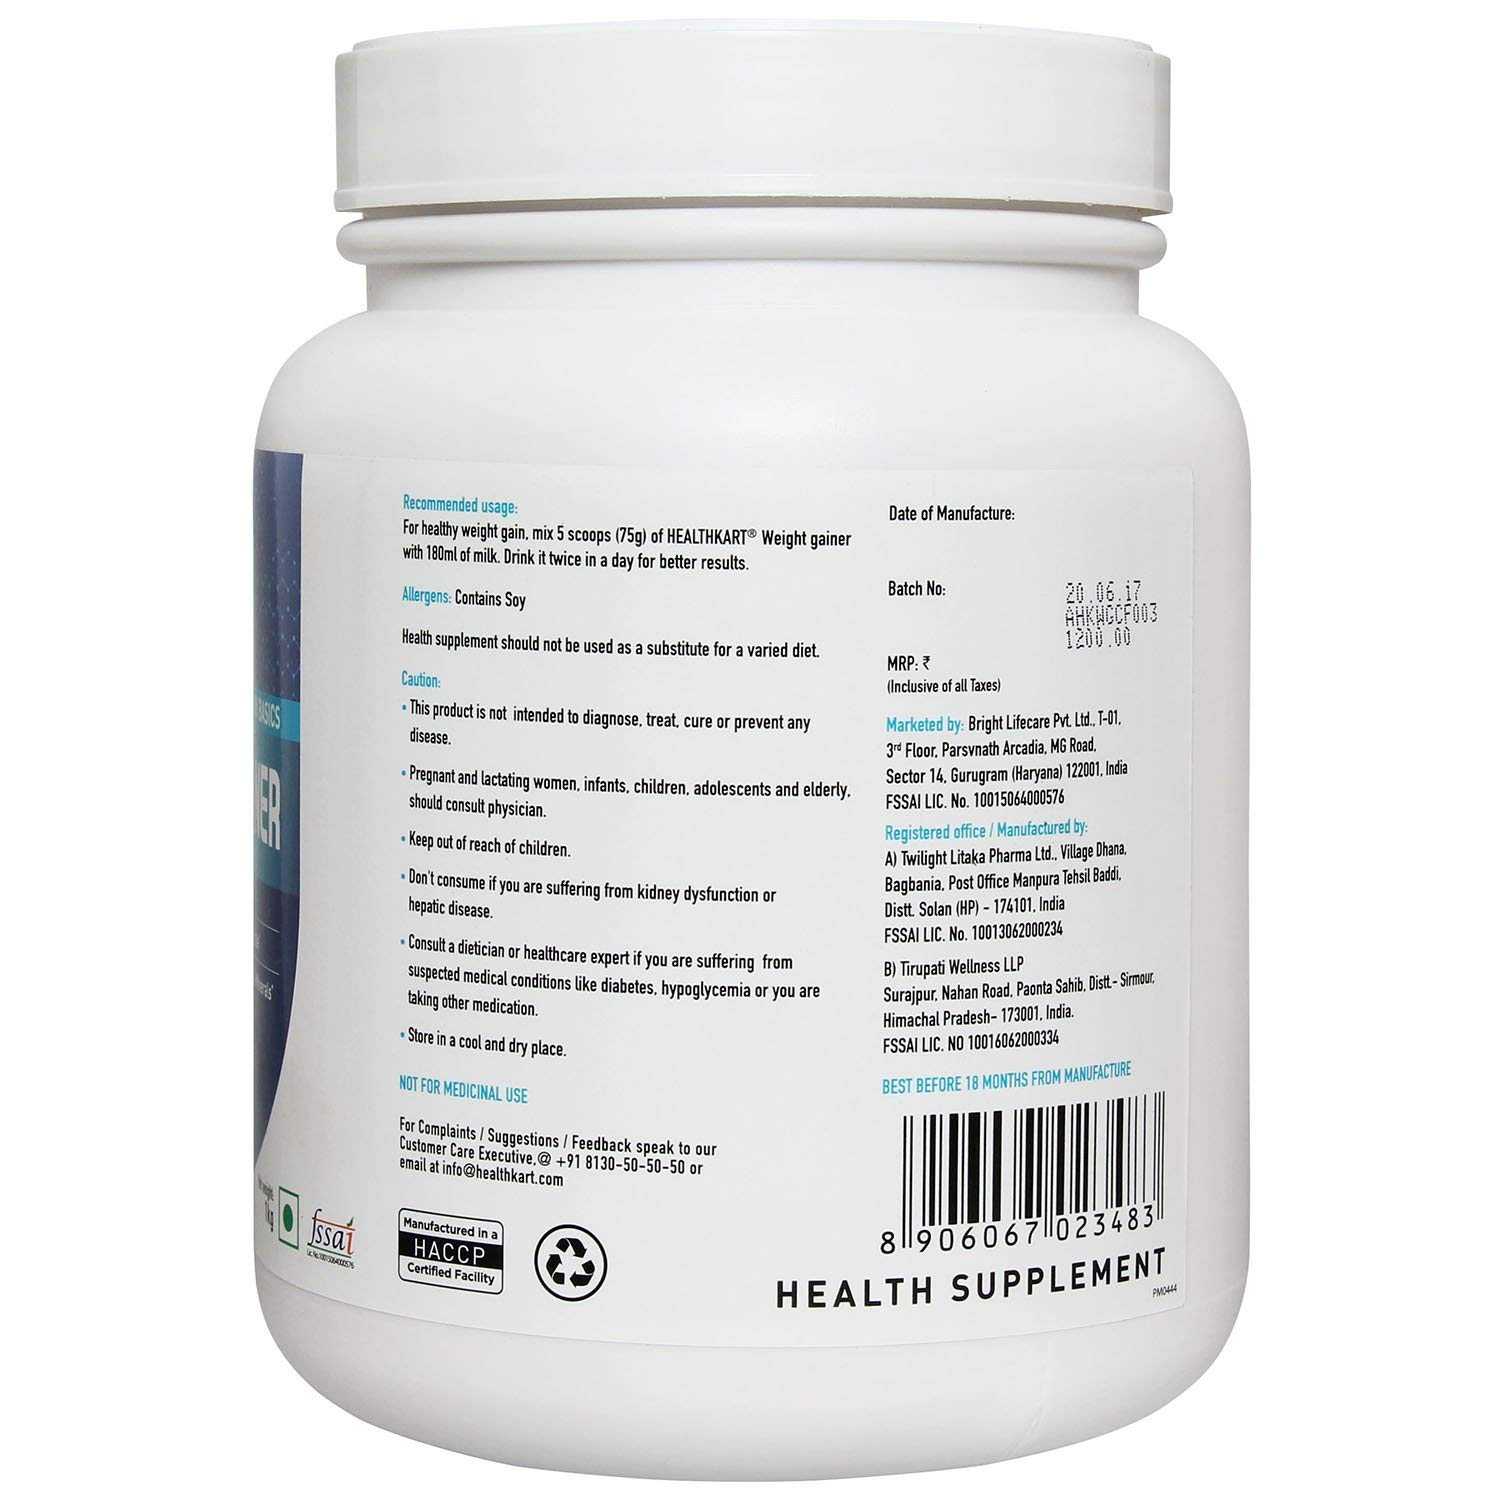 BASICS
NER
Recommended usage:
For healthy weight gain, mix 5 scoops (75g) of HEALTHKART® Weight gainer
with 180ml of milk. Drink it twice in a day for better results.
Allergens: Contains Soy
Health supplement should not be used as a substitute for a varied diet.
Caution:
• This product is not intended to diagnose, treat, cure or prevent any
disease.
• Pregnant and lactating women, infants, children, adolescents and elderly,
should consult physician.
• Keep out of reach of children.
• Don't consume if you are suffering from kidney dysfunction or
hepatic disease.
• Consult a dietician or healthcare expert if you are suffering from
suspected medical conditions like diabetes, hypoglycemia or you are
taking other medication.
• Store in a cool and dry place.
NOT FOR MEDICINAL USE
For Complaints / Suggestions / Feedback speak to our
Customer Care Executive,@ +91 8130-50-50-50 or
email at info@healthkart.com
1kg
fssai
Lic. No.10015064000576
Manufactured in a
HACCP
Certified Facility
Date of Manufacture:
Batch No:
20.06.17
AHKWGCF003
1200.00
MRP: ₹
(Inclusive of all Taxes)
Marketed by: Bright Lifecare Pvt. Ltd., T-01,
3rd Floor, Parsvnath Arcadia, MG Road,
Sector 14, Gurugram (Haryana) 122001, India
FSSAI LIC. No. 10015064000576
Registered office / Manufactured by:
A) Twilight Litaka Pharma Ltd., Village Dhana,
Bagbania, Post Office Manpura Tehsil Baddi,
Distt. Solan (HP) - 174101, India
FSSAI LIC. No. 10013062000234
B) Tirupati Wellness LLP
Surajpur, Nahan Road, Paonta Sahib, Distt.- Sirmour,
Himachal Pradesh- 173001, India.
FSSAI LIC. NO 10016062000334
BEST BEFORE 18 MONTHS FROM MANUFACTURE
8 906067 023483
HEALTH SUPPLEMENT
PM0444